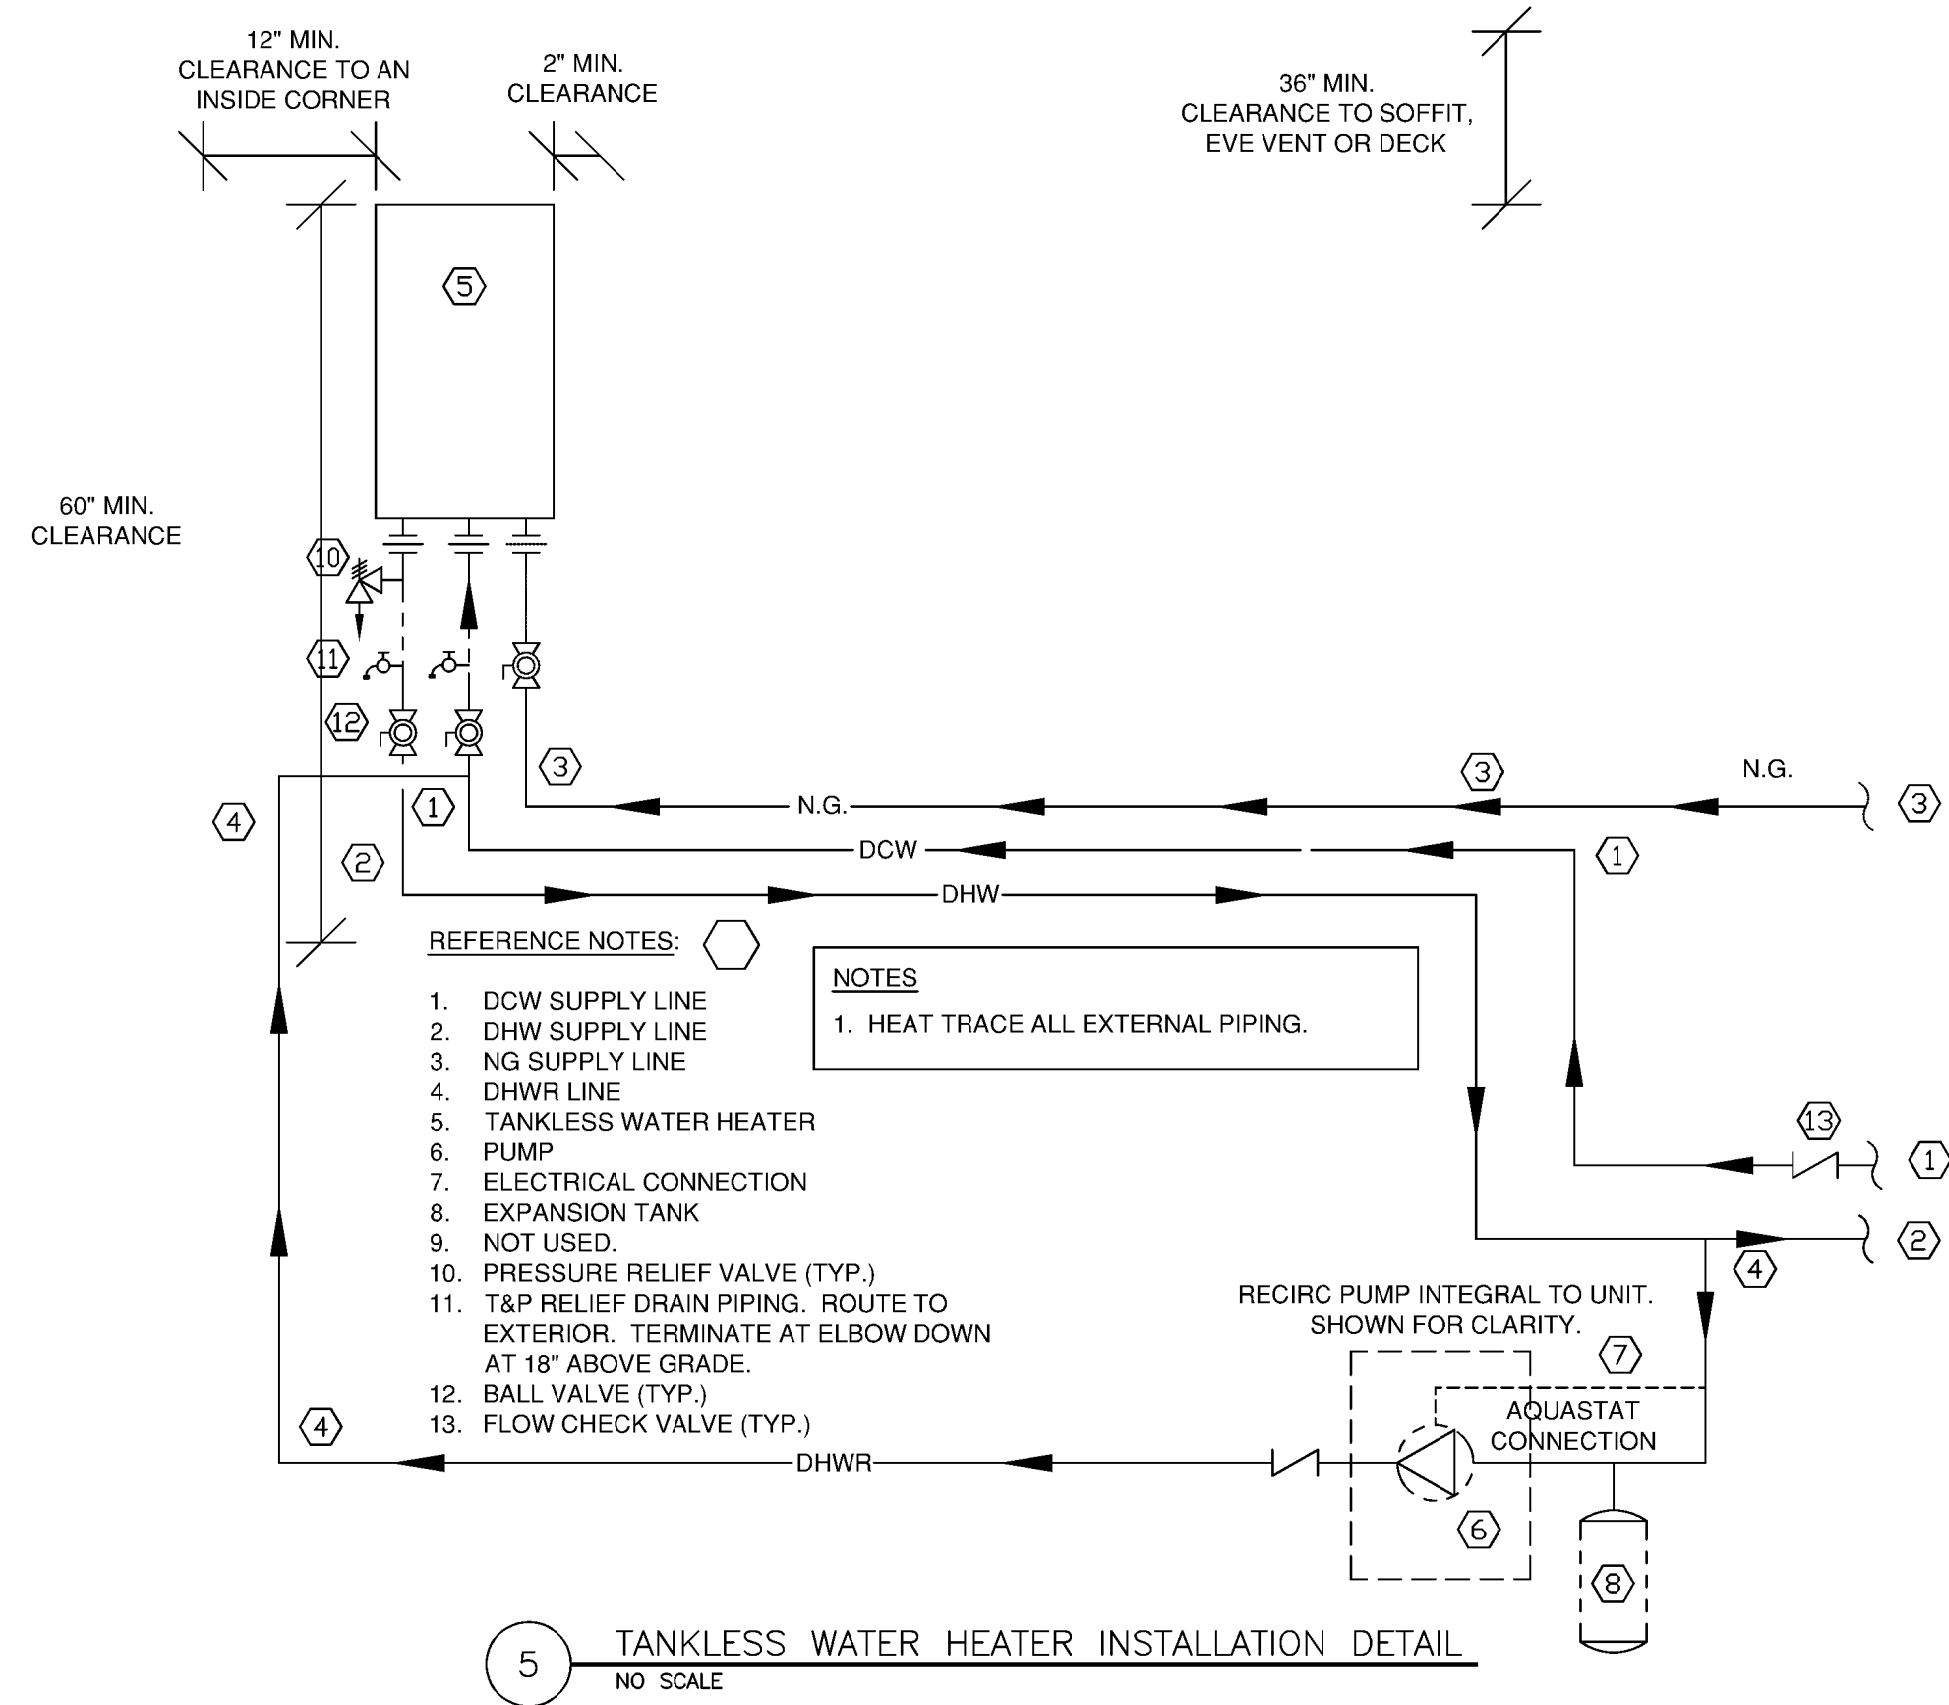 12" MIN.
CLEARANCE TO AN
INSIDE CORNER
2" MIN.
CLEARANCE
36" MIN.
CLEARANCE TO SOFFIT,
EVE VENT OR DECK
5
60" MIN.
CLEARANCE
10
11
12
3
3
N.G.
N.G.
3
1
4
2
DCW
1
DHW
REFERENCE NOTES:
1. DCW SUPPLY LINE
2. DHW SUPPLY LINE
3. NG SUPPLY LINE
4. DHWR LINE
5. TANKLESS WATER HEATER
6. PUMP
7. ELECTRICAL CONNECTION
8. EXPANSION TANK
9. NOT USED.
10. PRESSURE RELIEF VALVE (TYP.)
11. T&P RELIEF DRAIN PIPING. ROUTE TO
EXTERIOR. TERMINATE AT ELBOW DOWN
AT 18" ABOVE GRADE.
12. BALL VALVE (TYP.)
13. FLOW CHECK VALVE (TYP.)
NOTES
1. HEAT TRACE ALL EXTERNAL PIPING.
13
1
2
4
RECIRC PUMP INTEGRAL TO UNIT.
SHOWN FOR CLARITY.
7
AQUASTAT
CONNECTION
4
DHWR
6
8
5
TANKLESS WATER HEATER INSTALLATION DETAIL
NO SCALE